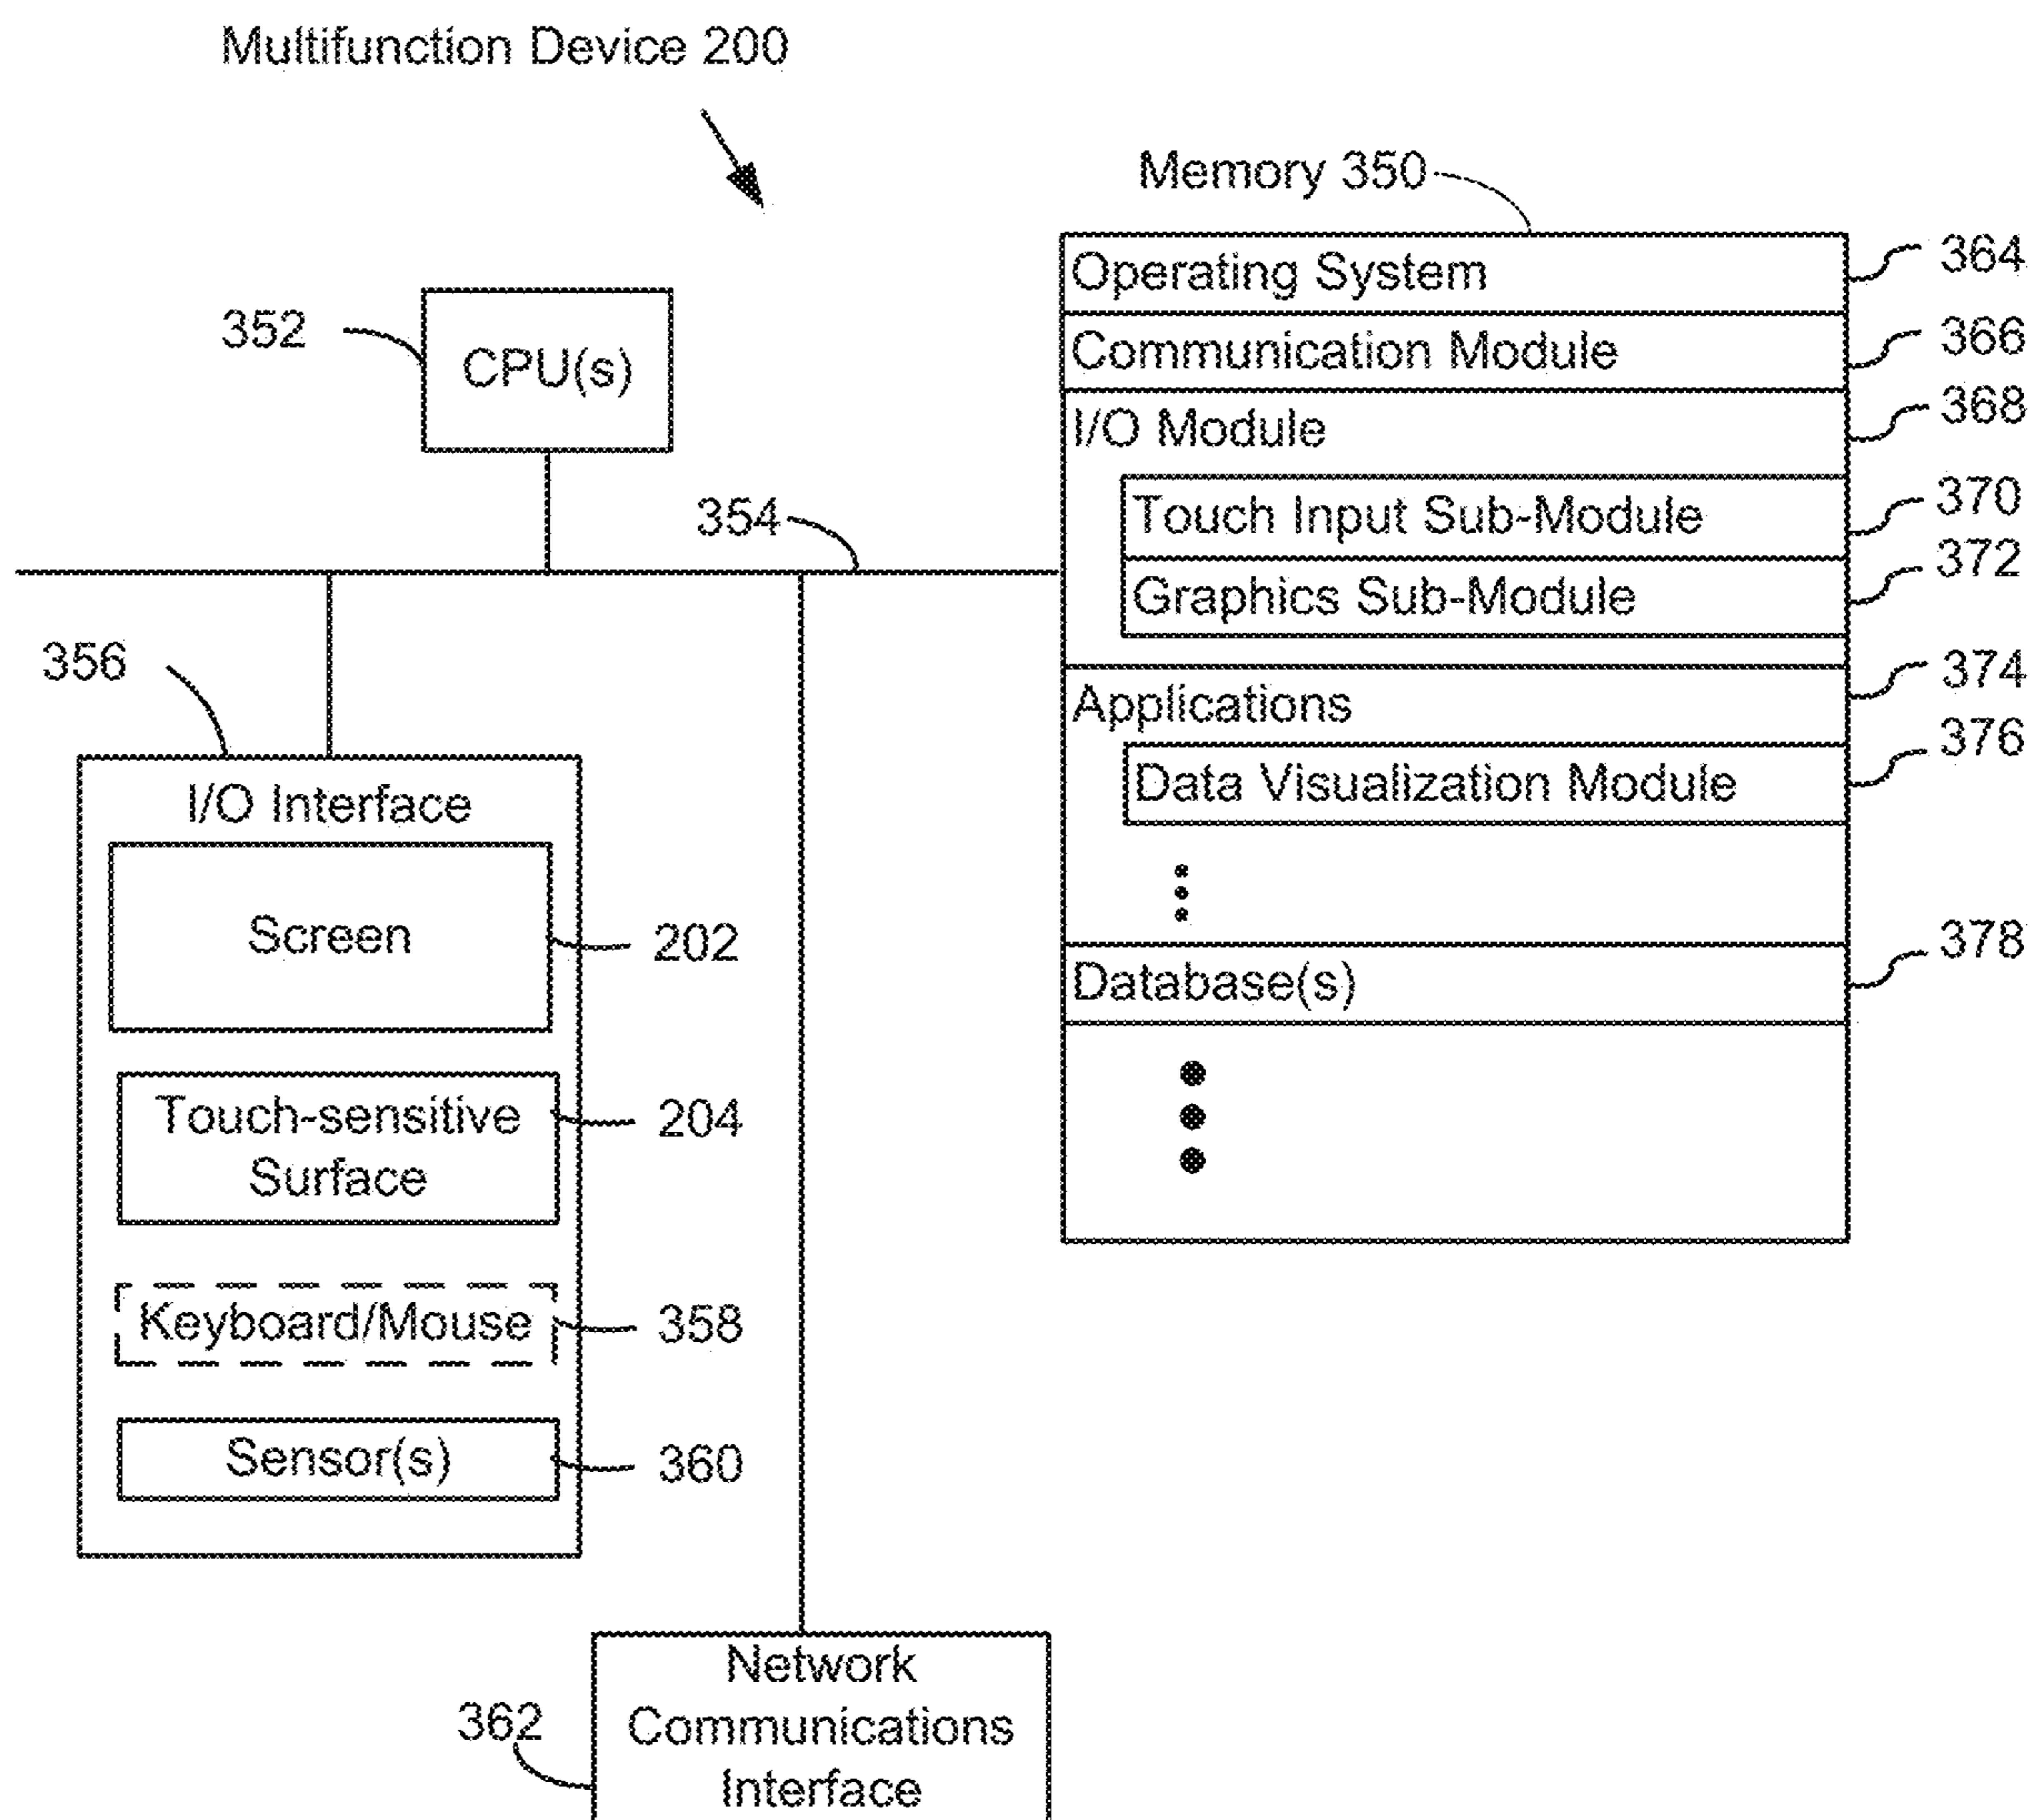 Multifunction Device 200
Memory 350
Operating System
364
Communication Module
366
I/O Module
368
Touch Input Sub-Module
370
Graphics Sub-Module
372
Applications
374
Data Visualization Module
376
Database(s)
378
352
CPU(s)
354
356
I/O Interface
Screen
202
Touch-sensitive
Surface
204
Keyboard/Mouse
358
Sensor(s)
360
362
Network
Communications
Interface